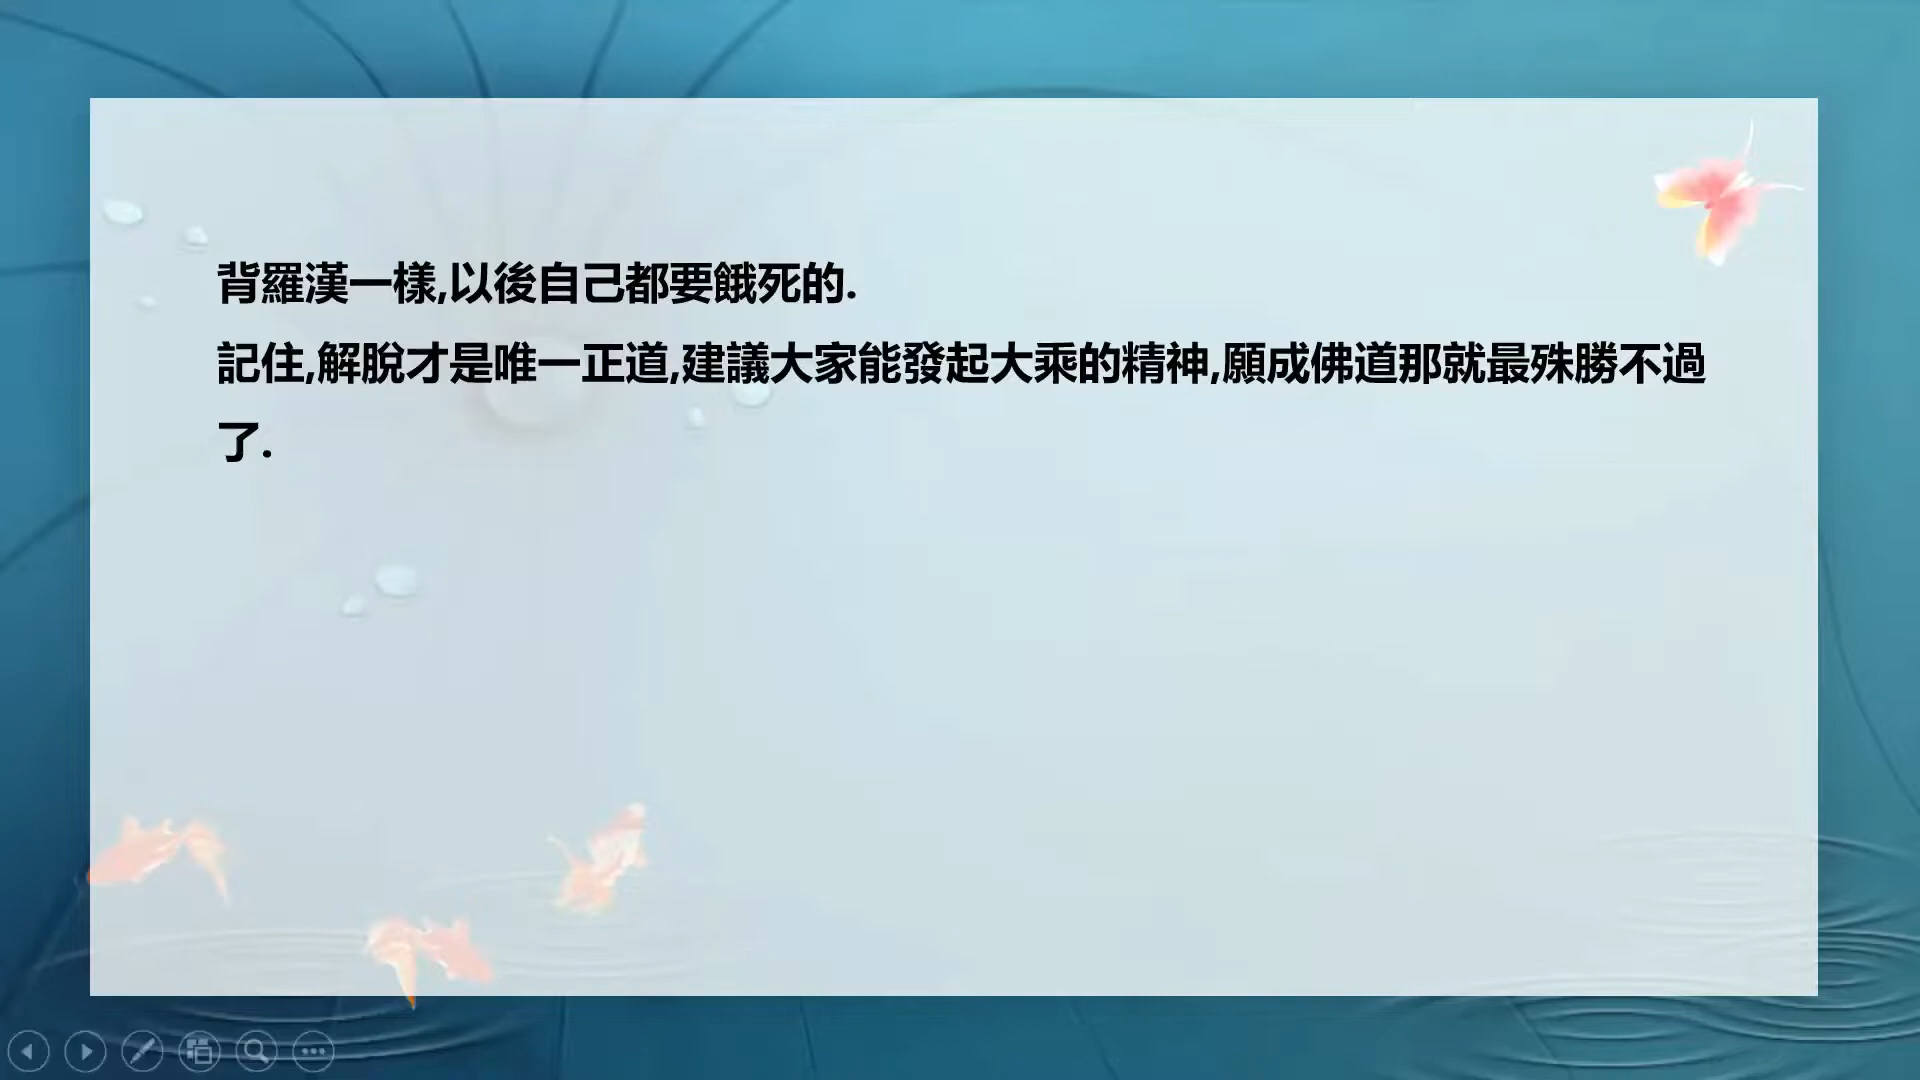 背羅漢一樣,以後自己都要餓死的.
記住,解脫才是唯一正道,建議大家能發起大乘的精神,願成佛道那就最殊勝不過
了.